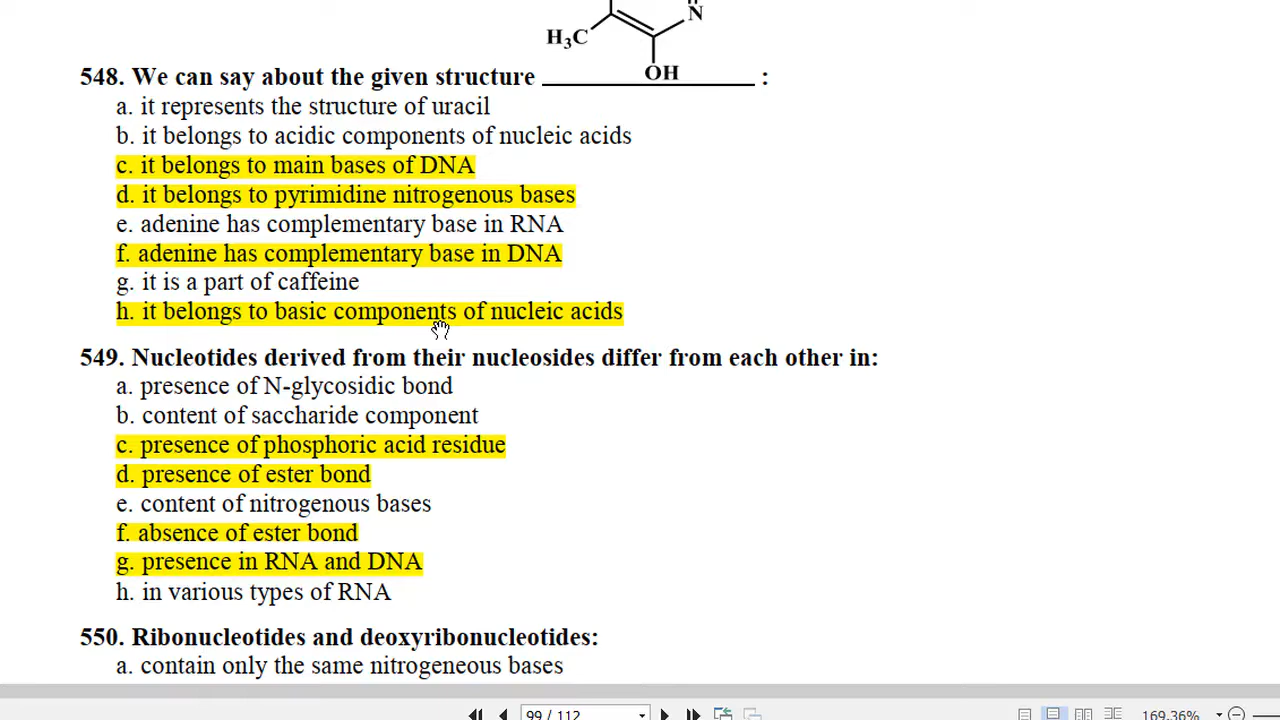 N
H₃C
OH
548. We can say about the given structure ________________ :
a. it represents the structure of uracil
b. it belongs to acidic components of nucleic acids
c. it belongs to main bases of DNA
d. it belongs to pyrimidine nitrogenous bases
e. adenine has complementary base in RNA
f. adenine has complementary base in DNA
g. it is a part of caffeine
h. it belongs to basic components of nucleic acids
549. Nucleotides derived from their nucleosides differ from each other in:
a. presence of N-glycosidic bond
b. content of saccharide component
c. presence of phosphoric acid residue
d. presence of ester bond
e. content of nitrogenous bases
f. absence of ester bond
g. presence in RNA and DNA
h. in various types of RNA
550. Ribonucleotides and deoxyribonucleotides:
a. contain only the same nitrogeneous bases
99 / 112
169,36%